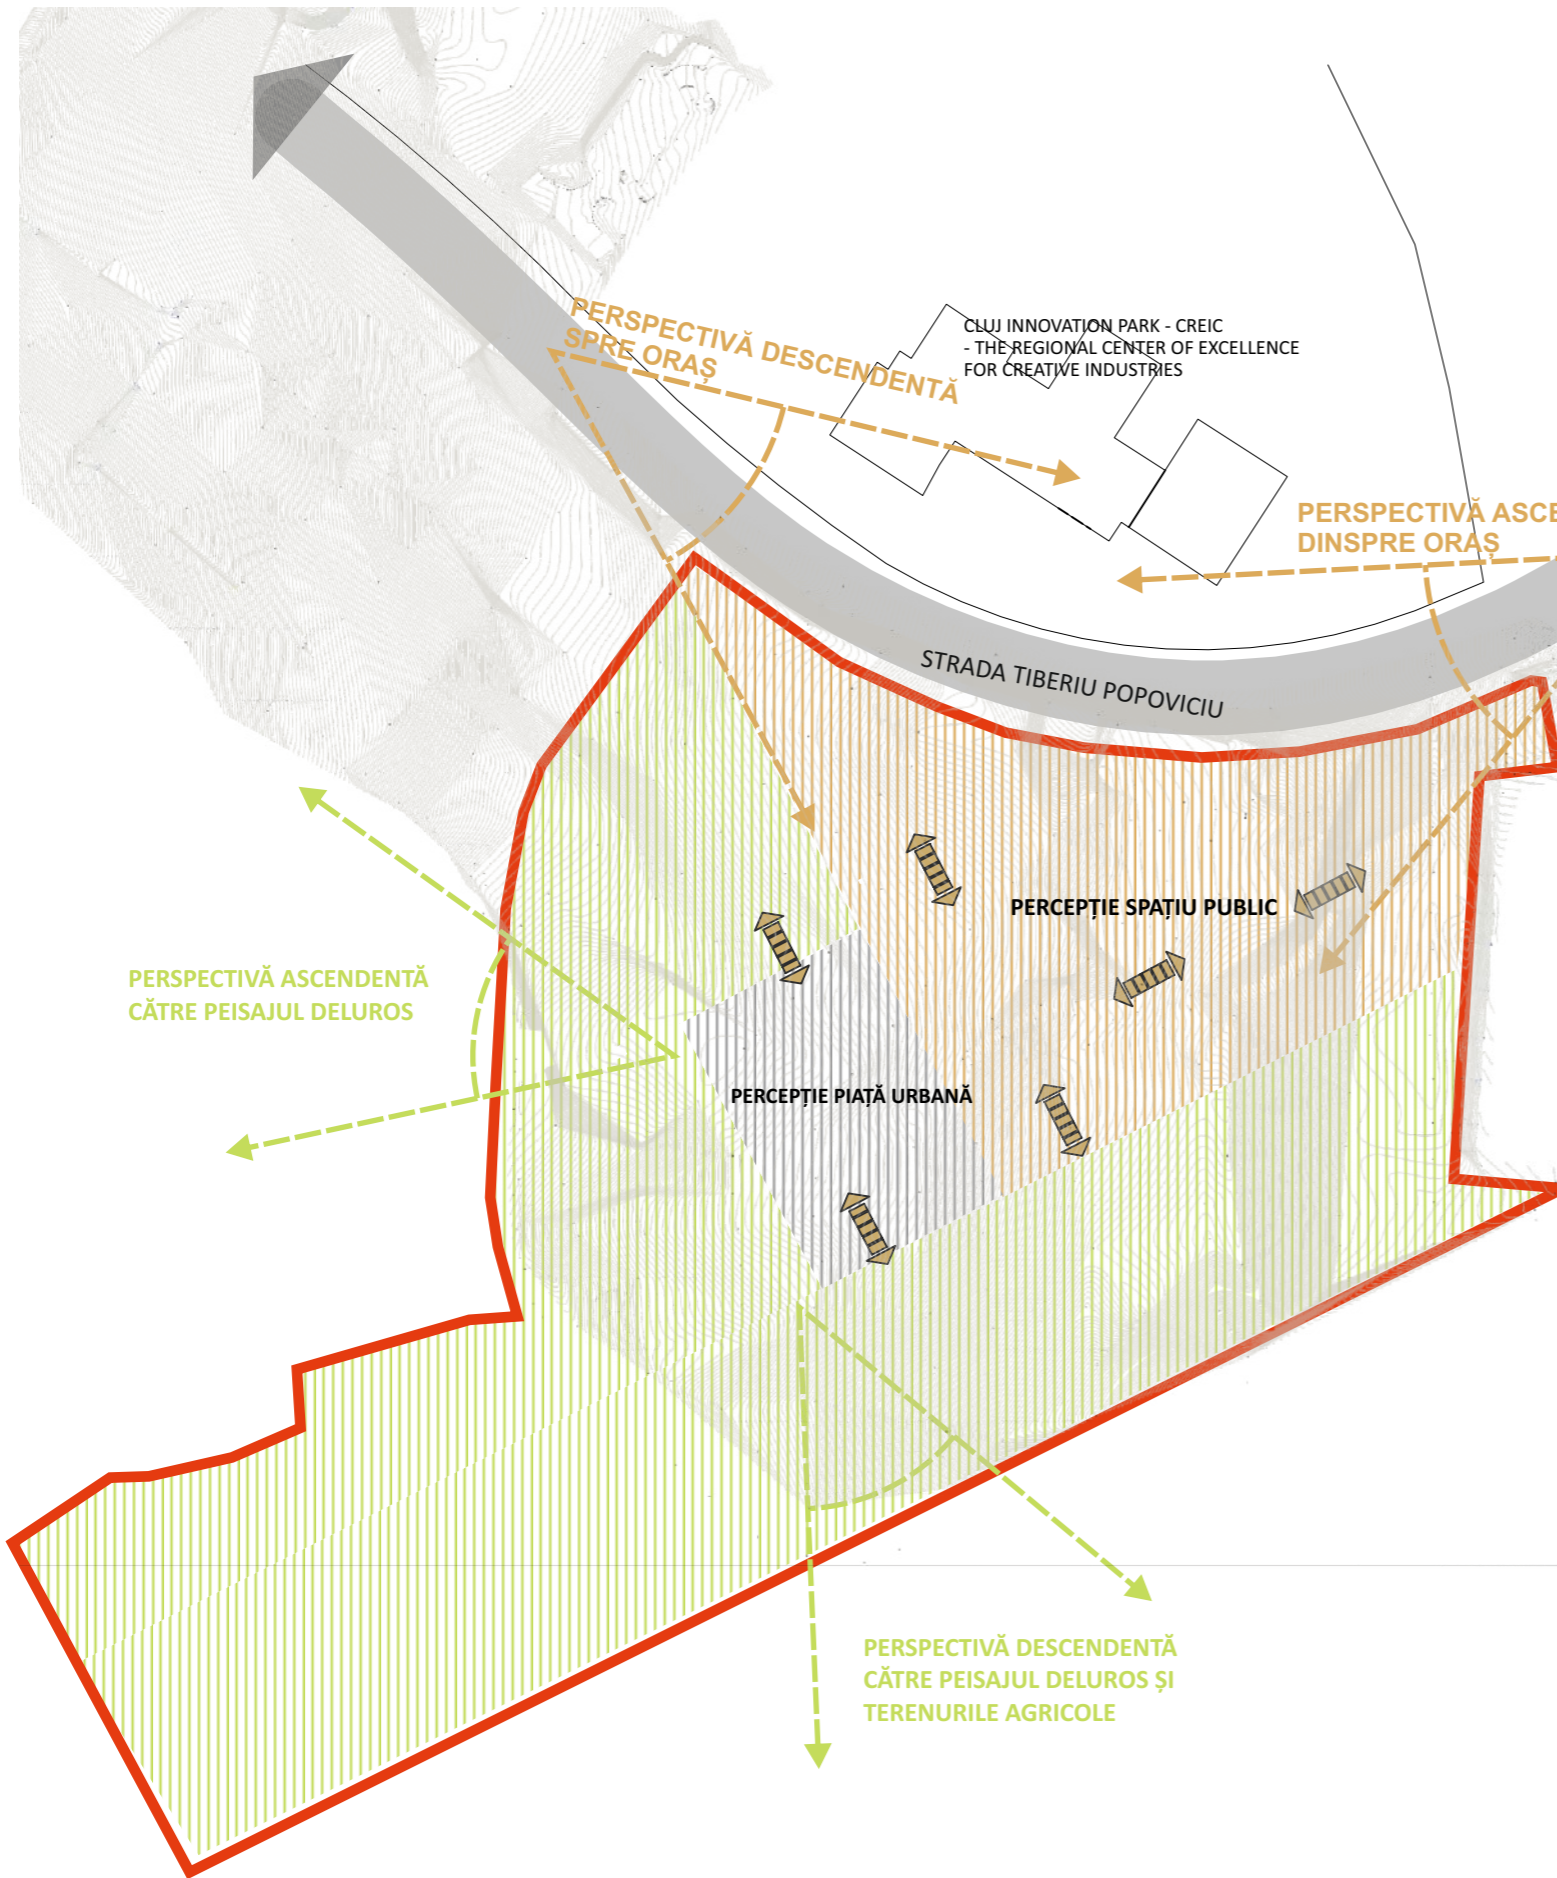 PERSPECTIVĂ DESCENDENTĂ
SPRE ORAȘ
CLUJ INNOVATION PARK - CREIC
- THE REGIONAL CENTER OF EXCELLENCE
FOR CREATIVE INDUSTRIES
PERSPECTIVĂ ASCE
DINSPRE ORAȘ
STRADA TIBERIU POPOVICIU
PERCEPȚIE SPAȚIU PUBLIC
PERSPECTIVĂ ASCENDENTĂ
CĂTRE PEISAJUL DELUROS
PERCEPȚIE PIAȚĂ URBANĂ
PERSPECTIVĂ DESCENDENTĂ
CĂTRE PEISAJUL DELUROS ȘI
TERENURILE AGRICOLE